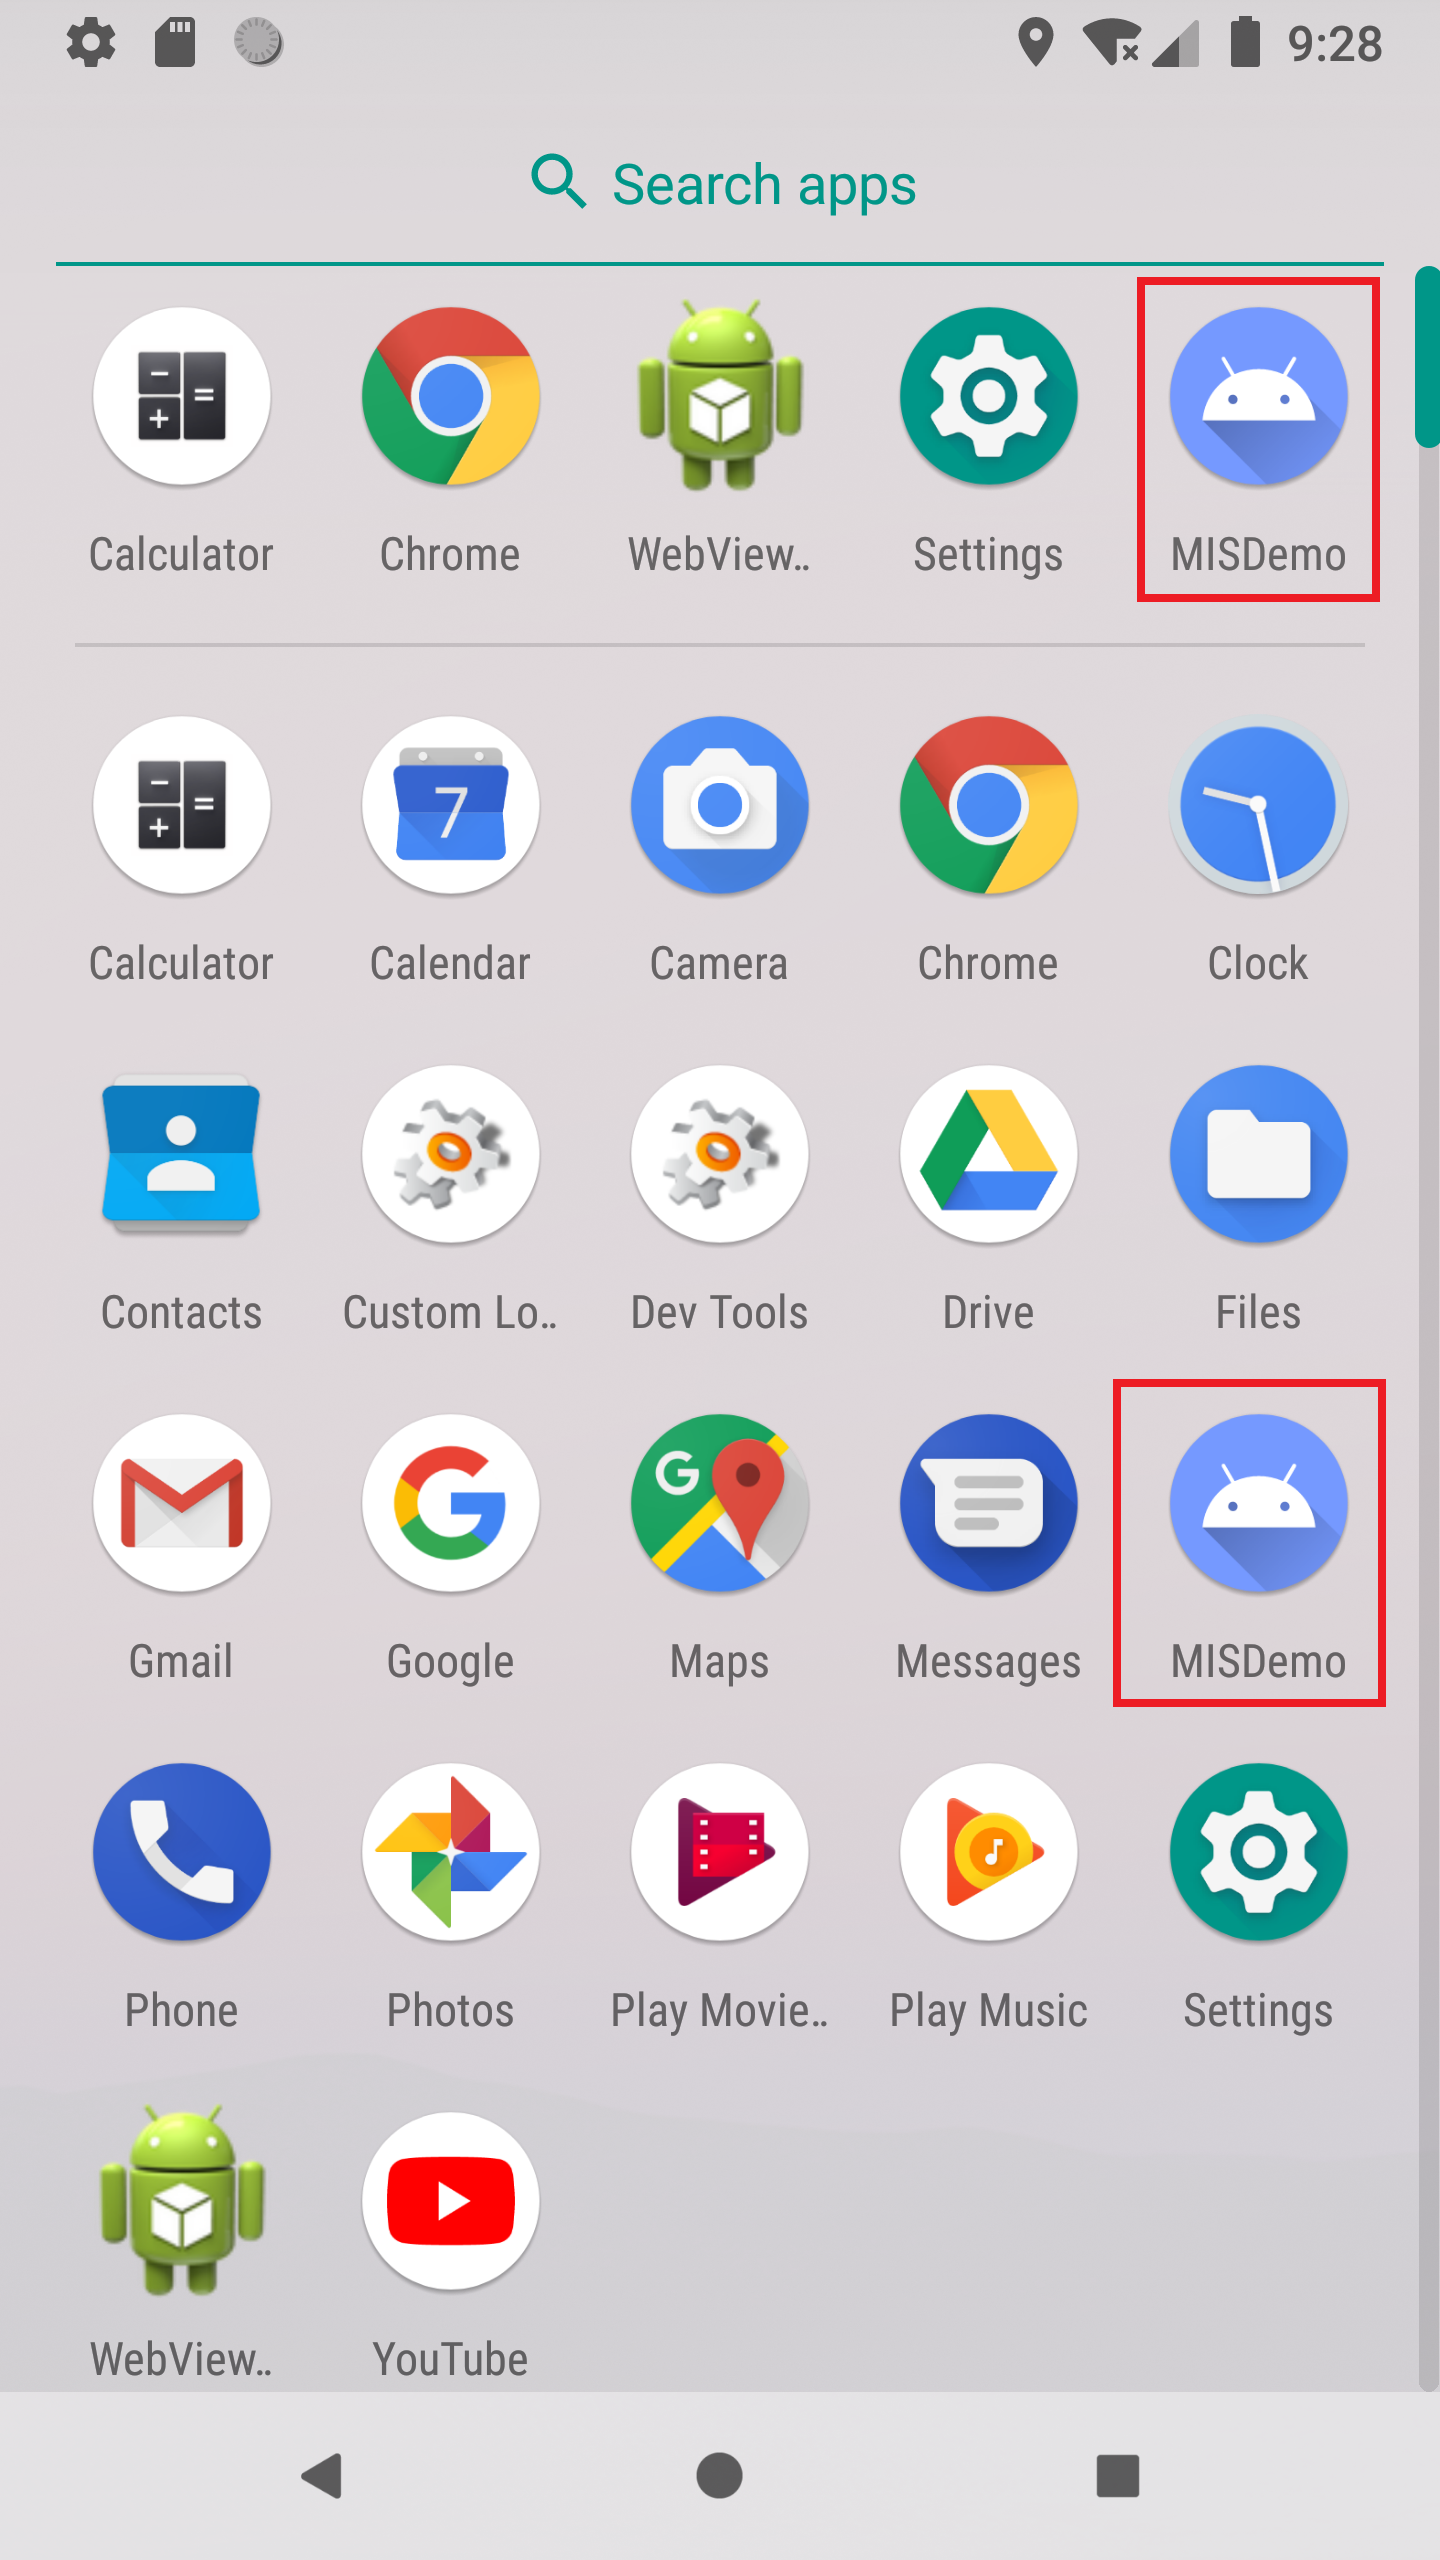 9:28
Search apps
Calculator
Chrome
WebView..
Settings
MISDemo
Calculator
7
Calendar
Camera
Chrome
Clock
Contacts
Custom Lo..
Dev Tools
Drive
Files
Gmail
G
Google
Maps
Messages
MISDemo
Phone
Photos
Play Movie..
Play Music
Settings
WebView..
YouTube